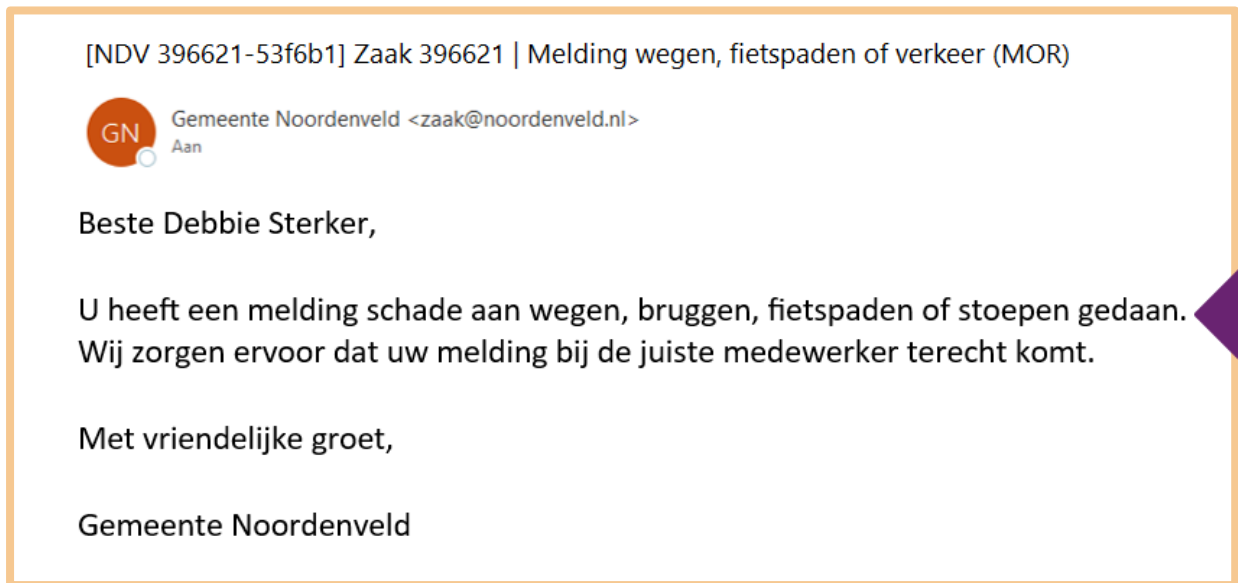 [NDV 396621-53f6b1] Zaak 396621 | Melding wegen, fietspaden of verkeer (MOR)
GN
Gemeente Noordenveld <zaak@noordenveld.nl>
Aan
Beste Debbie Sterker,
U heeft een melding schade aan wegen, bruggen, fietspaden of stoepen gedaan.
Wij zorgen ervoor dat uw melding bij de juiste medewerker terecht komt.
Met vriendelijke groet,
Gemeente Noordenveld